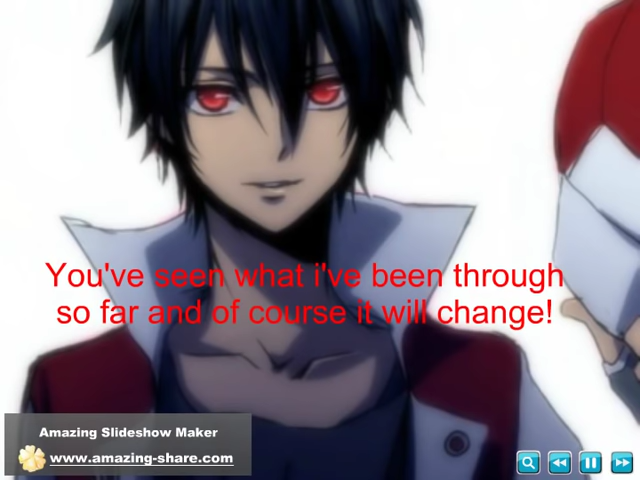 You've seen what i've been through
so far and of course it will change!
Amazing Slideshow Maker
www.amazing-share.com